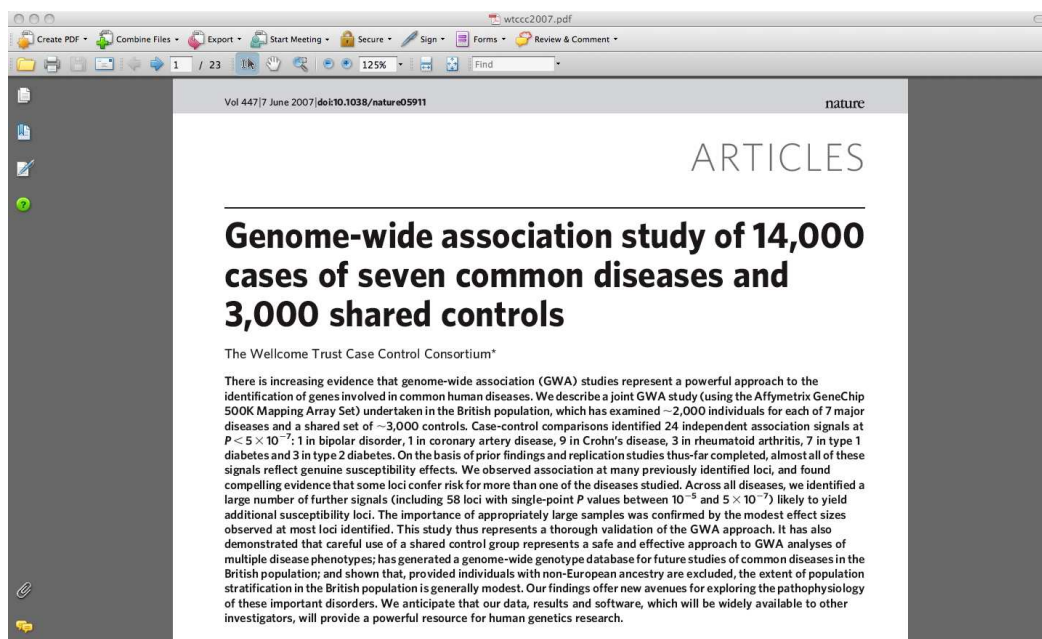 wtccc2007.pdf
Create PDF Combine Files Export Start Meeting Secure Sign Forms Review & Comment
1 / 23 125% Find
Vol 447|7 June 2007|doi:10.1038/nature05911 nature
ARTICLES
Genome-wide association study of 14,000
cases of seven common diseases and
3,000 shared controls
The Wellcome Trust Case Control Consortium*
There is increasing evidence that genome-wide association (GWA) studies represent a powerful approach to the
identification of genes involved in common human diseases. We describe a joint GWA study (using the Affymetrix GeneChip
500K Mapping Array Set) undertaken in the British population, which has examined ~2,000 individuals for each of 7 major
diseases and a shared set of ~3,000 controls. Case-control comparisons identified 24 independent association signals at
P < 5 × 10⁻⁷: 1 in bipolar disorder, 1 in coronary artery disease, 9 in Crohn's disease, 3 in rheumatoid arthritis, 7 in type 1
diabetes and 3 in type 2 diabetes. On the basis of prior findings and replication studies thus-far completed, almost all of these
signals reflect genuine susceptibility effects. We observed association at many previously identified loci, and found
compelling evidence that some loci confer risk for more than one of the diseases studied. Across all diseases, we identified a
large number of further signals (including 58 loci with single-point P values between 10⁻⁵ and 5 × 10⁻⁷) likely to yield
additional susceptibility loci. The importance of appropriately large samples was confirmed by the modest effect sizes
observed at most loci identified. This study thus represents a thorough validation of the GWA approach. It has also
demonstrated that careful use of a shared control group represents a safe and effective approach to GWA analyses of
multiple disease phenotypes; has generated a genome-wide genotype database for future studies of common diseases in the
British population; and shown that, provided individuals with non-European ancestry are excluded, the extent of population
stratification in the British population is generally modest. Our findings offer new avenues for exploring the pathophysiology
of these important disorders. We anticipate that our data, results and software, which will be widely available to other
investigators, will provide a powerful resource for human genetics research.